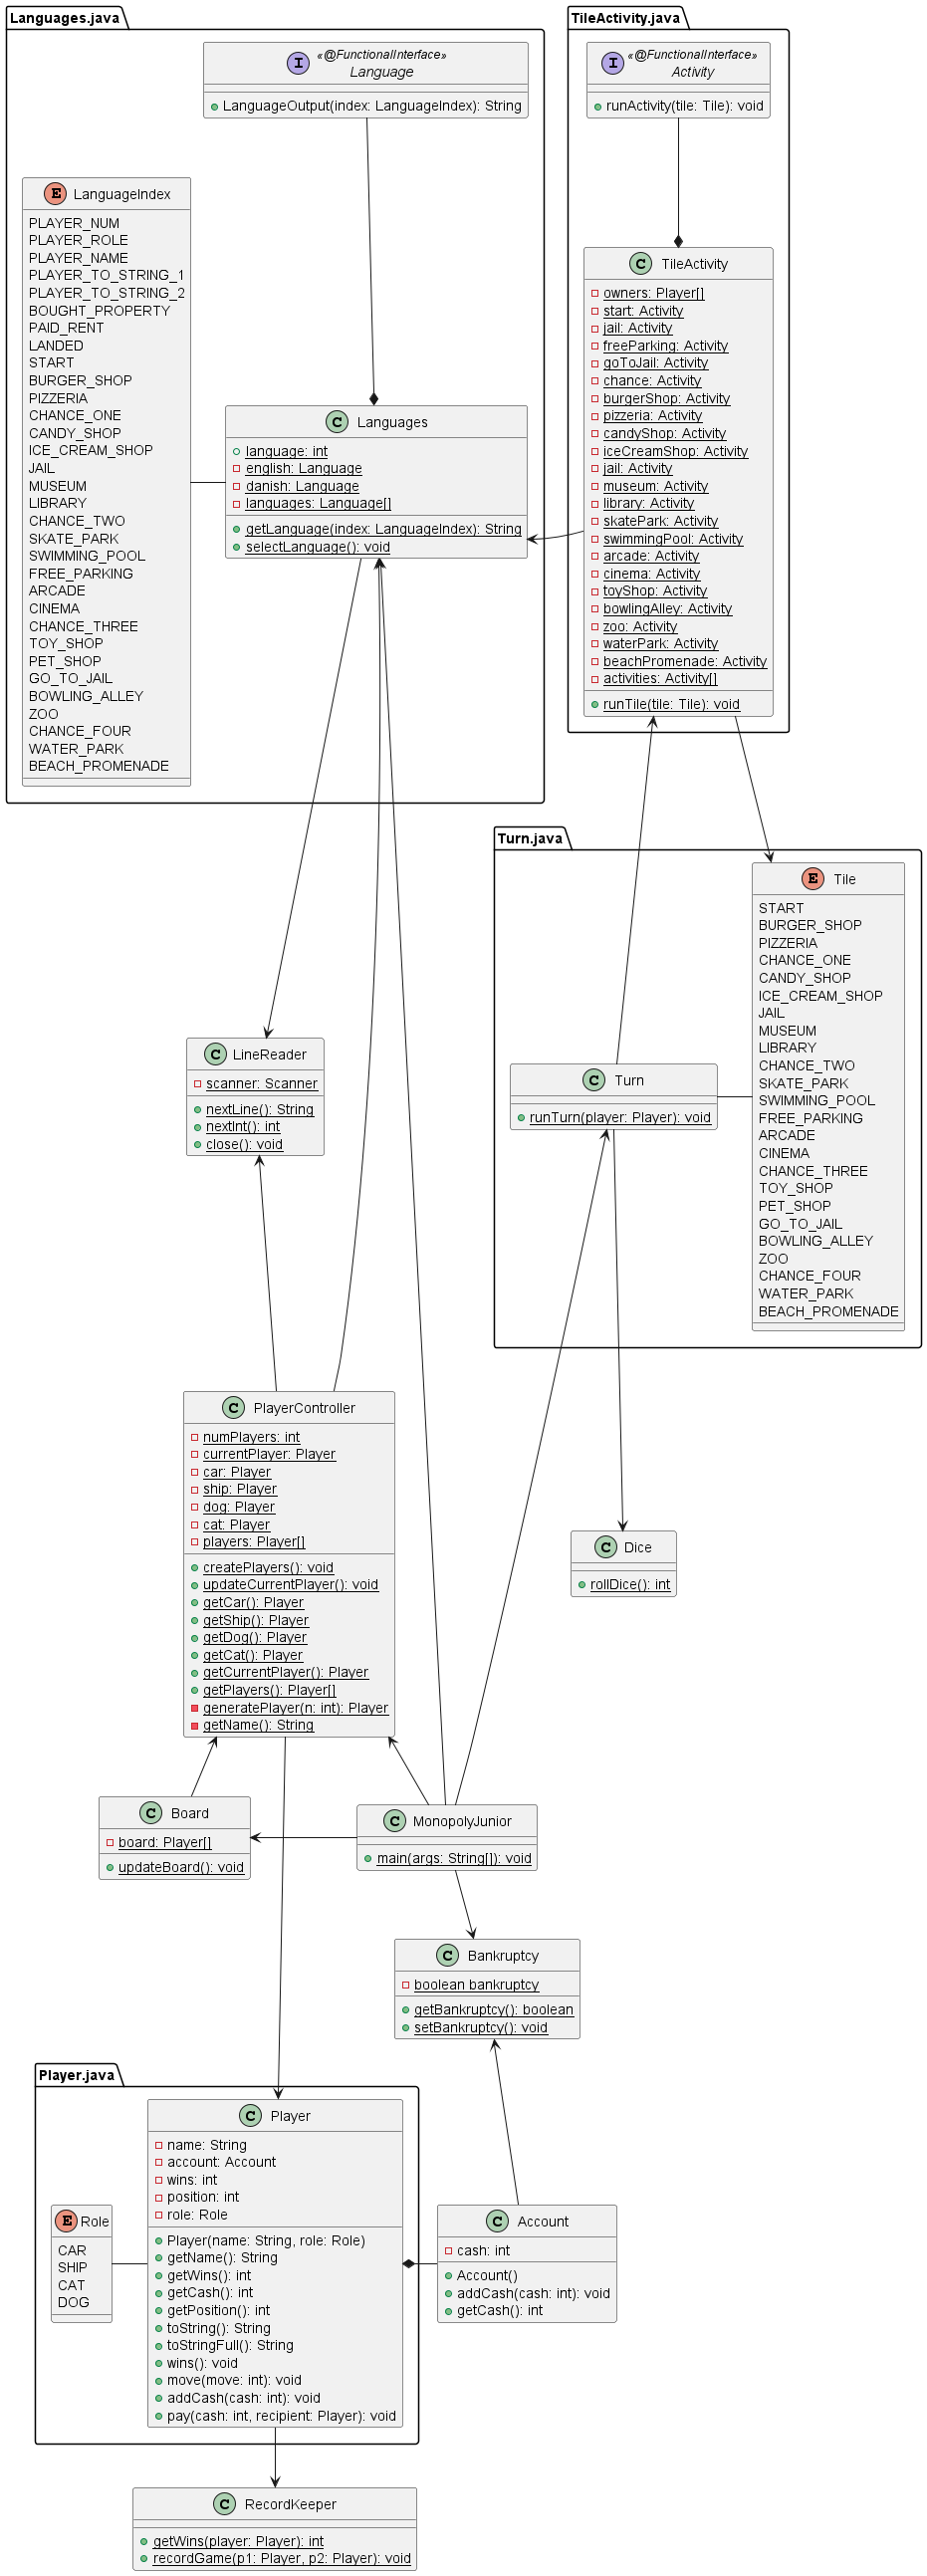 Languages.java
I
«@FunctionalInterface»
Language
LanguageOutput(index: LanguageIndex): String
E LanguageIndex
PLAYER_NUM
PLAYER_ROLE
PLAYER_NAME
PLAYER_TO_STRING_1
PLAYER_TO_STRING_2
BOUGHT_PROPERTY
PAID_RENT
LANDED
START
BURGER_SHOP
PIZZERIA
CHANCE_ONE
CANDY_SHOP
ICE_CREAM_SHOP
JAIL
MUSEUM
LIBRARY
CHANCE_TWO
SKATE_PARK
SWIMMING_POOL
FREE_PARKING
ARCADE
CINEMA
CHANCE_THREE
TOY_SHOP
PET_SHOP
GO_TO_JAIL
BOWLING_ALLEY
ZOO
CHANCE_FOUR
WATER_PARK
BEACH_PROMENADE
C Languages
language: int
english: Language
danish: Language
languages: Language[]
getLanguage(index: LanguageIndex): String
selectLanguage(): void
TileActivity.java
I
«@FunctionalInterface»
Activity
runActivity(tile: Tile): void
C TileActivity
owners: Player[]
start: Activity
jail: Activity
freeParking: Activity
goToJail: Activity
chance: Activity
burgerShop: Activity
pizzeria: Activity
candyShop: Activity
iceCreamShop: Activity
jail: Activity
museum: Activity
library: Activity
skatePark: Activity
swimmingPool: Activity
arcade: Activity
cinema: Activity
toyShop: Activity
bowlingAlley: Activity
zoo: Activity
waterPark: Activity
beachPromenade: Activity
activities: Activity[]
runTile(tile: Tile): void
Turn.java
E Tile
START
BURGER_SHOP
PIZZERIA
CHANCE_ONE
CANDY_SHOP
ICE_CREAM_SHOP
JAIL
MUSEUM
LIBRARY
CHANCE_TWO
SKATE_PARK
SWIMMING_POOL
FREE_PARKING
ARCADE
CINEMA
CHANCE_THREE
TOY_SHOP
PET_SHOP
GO_TO_JAIL
BOWLING_ALLEY
ZOO
CHANCE_FOUR
WATER_PARK
BEACH_PROMENADE
C Turn
runTurn(player: Player): void
C LineReader
scanner: Scanner
nextLine(): String
nextInt(): int
close(): void
C PlayerController
numPlayers: int
currentPlayer: Player
car: Player
ship: Player
dog: Player
cat: Player
players: Player[]
createPlayers(): void
updateCurrentPlayer(): void
getCar(): Player
getShip(): Player
getDog(): Player
getCat(): Player
getCurrentPlayer(): Player
getPlayers(): Player[]
generatePlayer(n: int): Player
getName(): String
C Dice
rollDice(): int
C Board
board: Player[]
updateBoard(): void
C MonopolyJunior
main(args: String[]): void
C Bankruptcy
boolean bankruptcy
getBankruptcy(): boolean
setBankruptcy(): void
Player.java
C Player
name: String
account: Account
wins: int
position: int
role: Role
Player(name: String, role: Role)
getName(): String
getWins(): int
getCash(): int
getPosition(): int
toString(): String
toStringFull(): String
wins(): void
move(move: int): void
addCash(cash: int): void
pay(cash: int, recipient: Player): void
E Role
CAR
SHIP
CAT
DOG
C Account
cash: int
Account()
addCash(cash: int): void
getCash(): int
C RecordKeeper
getWins(player: Player): int
recordGame(p1: Player, p2: Player): void